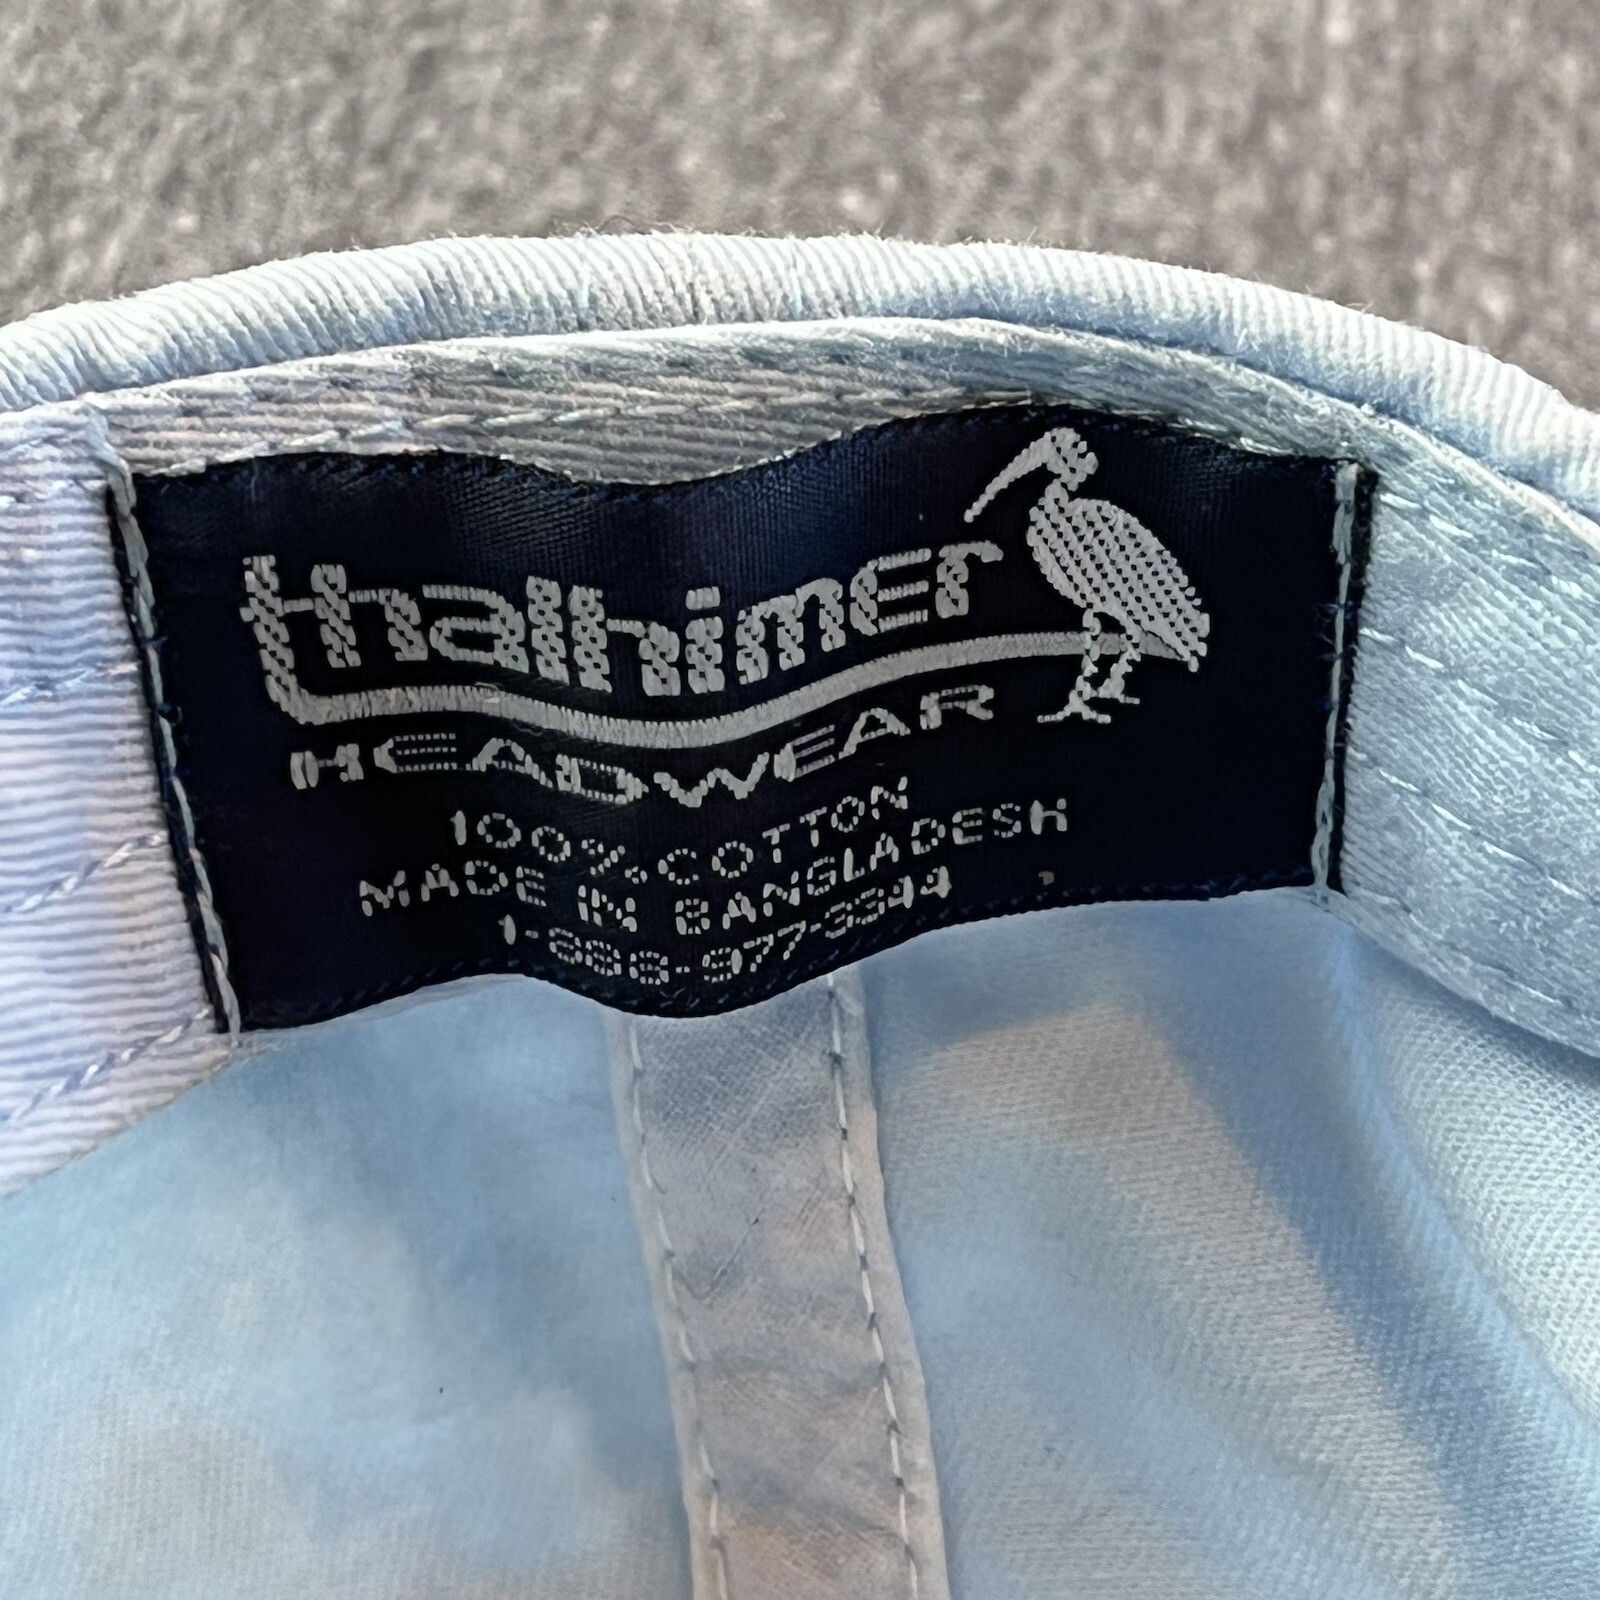 thalhimer
HEADWEAR
100% COTTON
MADE IN BANGLADESH
1-888-977-3344